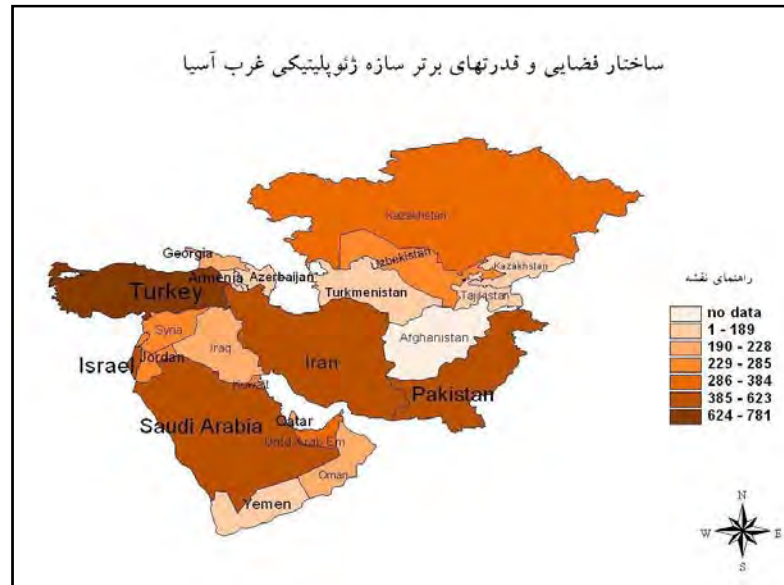 ساختار فضایی و قدرتهای برتر سازه ژئوپلیتیکی غرب آسیا
Kazakhstan
Georgia
Uzbekistan
Kazakhstan
Armenia
Azerbaijan
Turkey
Turkmenistan
Tajikistan
Syria
Afghanistan
Israel
Jordan
Iraq
Iran
Kuwait
Pakistan
Saudi Arabia
Qatar
Untd Arab Em
Oman
Yemen
راهنمای نقشه
no data
1 - 189
190 - 228
229 - 285
286 - 384
385 - 623
624 - 781
N
W
E
S